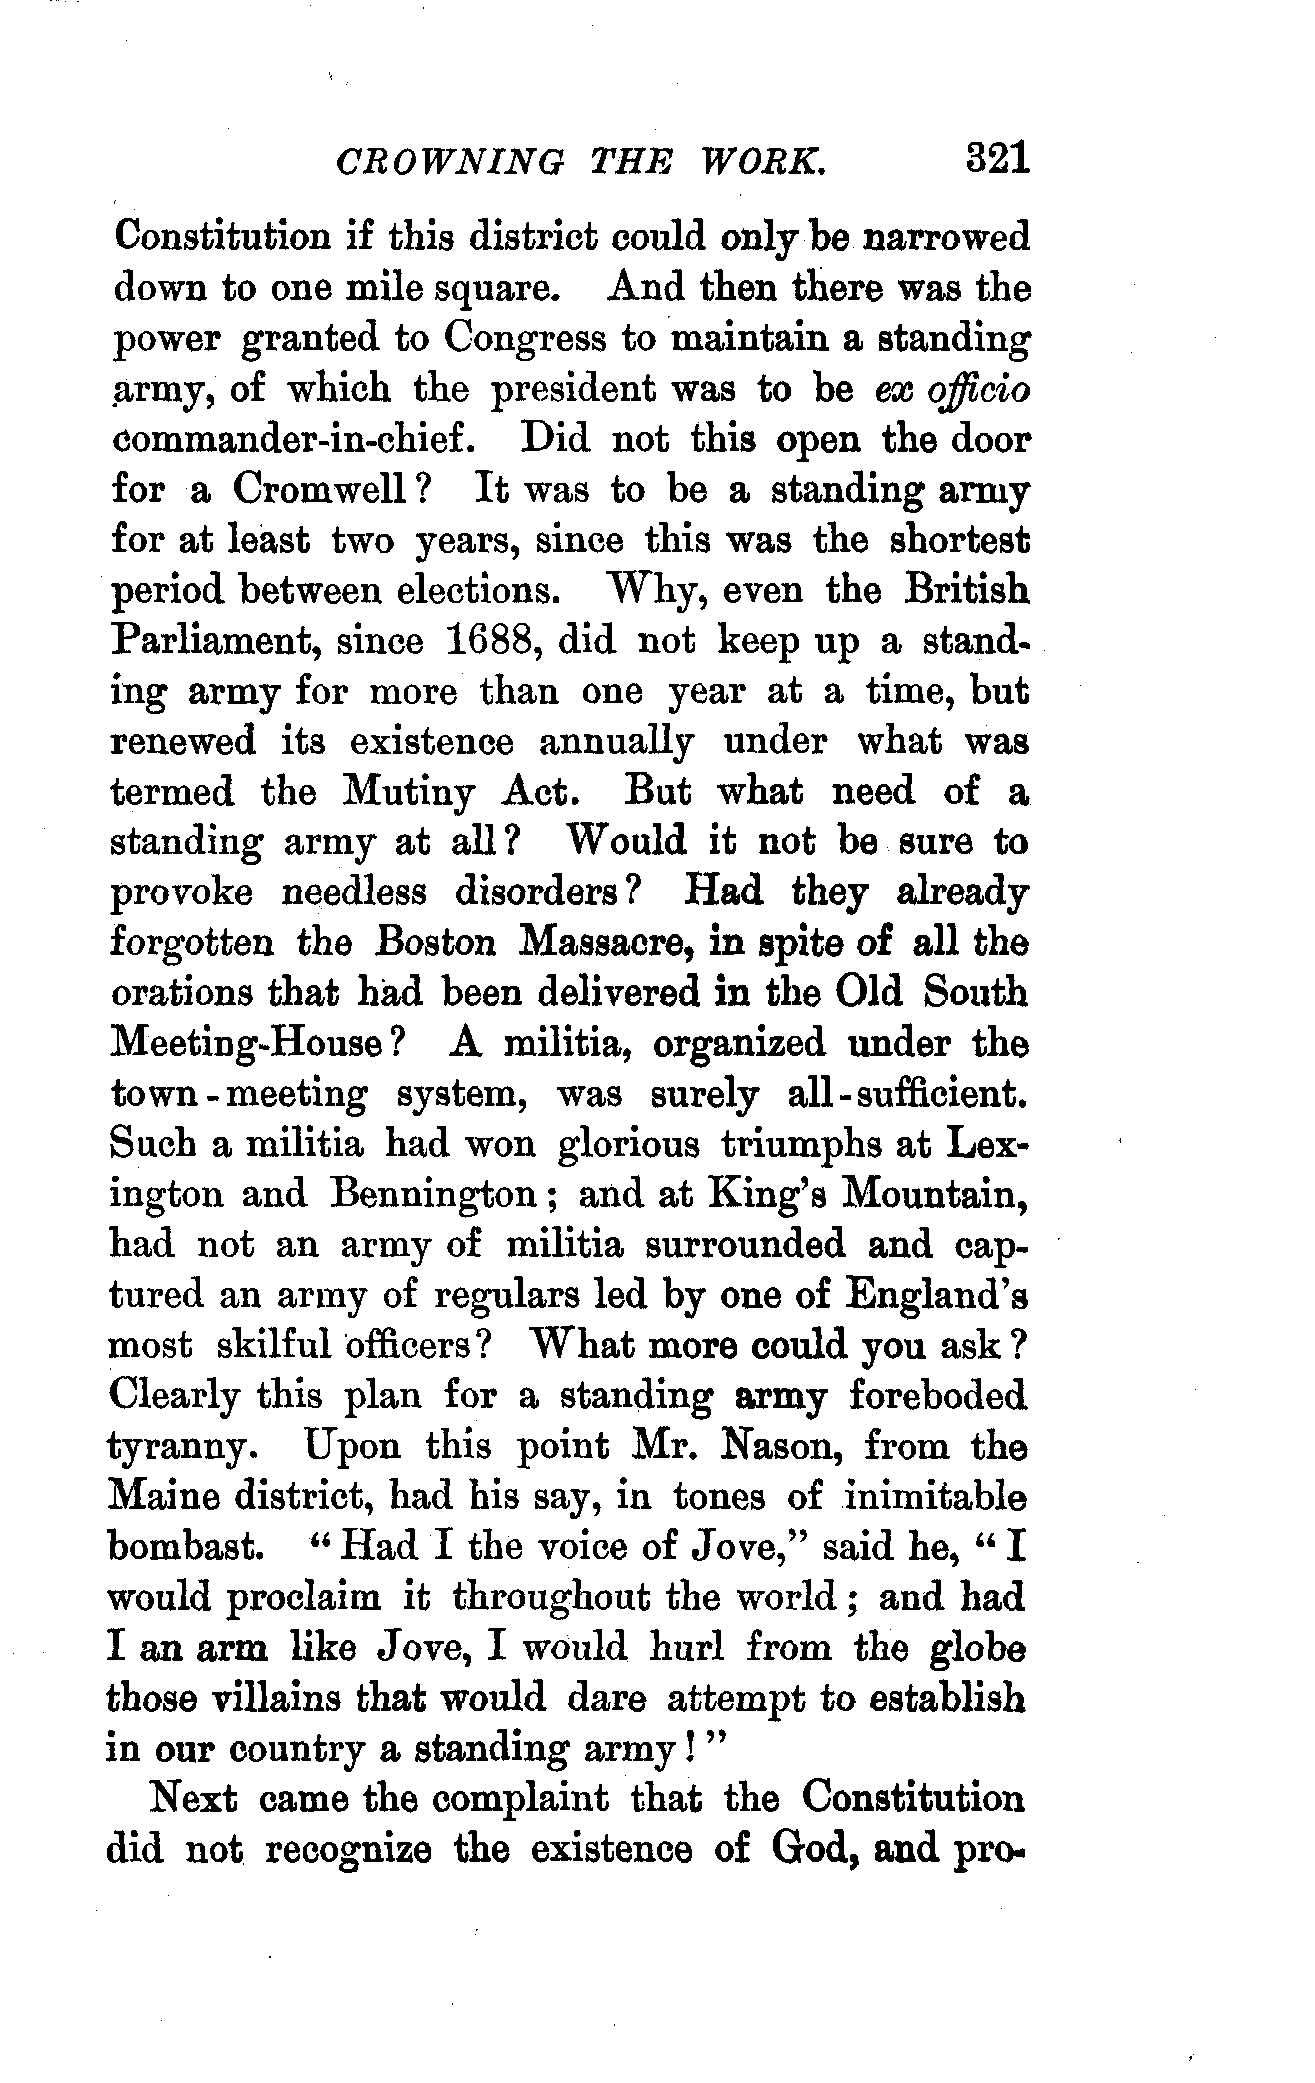 CROWNING THE WORK. 321
Constitution if this district could only be narrowed
down to one mile square. And then there was the
power granted to Congress to maintain a standing
army, of which the president was to be ex officio
commander-in-chief. Did not this open the door
for a Cromwell? It was to be a standing army
for at least two years, since this was the shortest
period between elections. Why, even the British
Parliament, since 1688, did not keep up a stand-
ing army for more than one year at a time, but
renewed its existence annually under what was
termed the Mutiny Act. But what need of a
standing army at all? Would it not be sure to
provoke needless disorders? Had they already
forgotten the Boston Massacre, in spite of all the
orations that had been delivered in the Old South
Meeting-House? A militia, organized under the
town-meeting system, was surely all-sufficient.
Such a militia had won glorious triumphs at Lex-
ington and Bennington; and at King's Mountain,
had not an army of militia surrounded and cap-
tured an army of regulars led by one of England's
most skilful officers? What more could you ask?
Clearly this plan for a standing army foreboded
tyranny. Upon this point Mr. Nason, from the
Maine district, had his say, in tones of inimitable
bombast. "Had I the voice of Jove," said he, "I
would proclaim it throughout the world; and had
I an arm like Jove, I would hurl from the globe
those villains that would dare attempt to establish
in our country a standing army!"
Next came the complaint that the Constitution
did not recognize the existence of God, and pro-